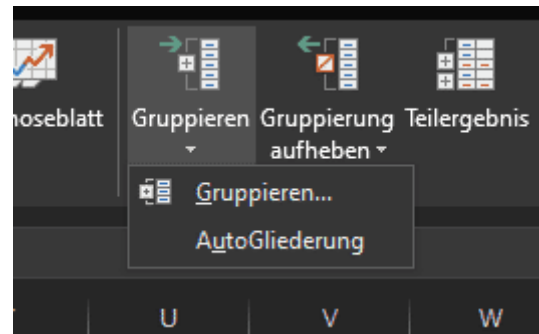 noseblatt
Gruppieren
Gruppierung
aufheben
Teilergebnis
Gruppieren...
AutoGliederung
U
V
W